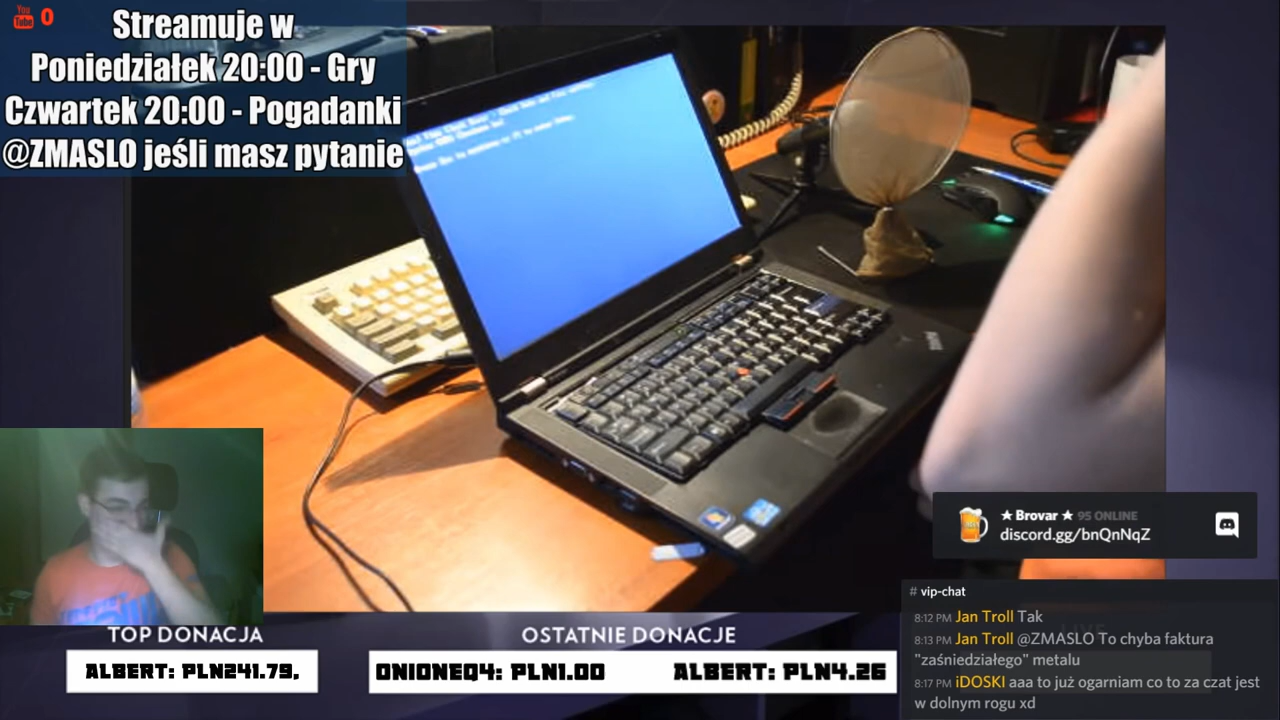 You
Tube
0
Streamuje w
Poniedziałek 20:00 - Gry
Czwartek 20:00 - Pogadanki
@ZMASLO jeśli masz pytanie
★ Brovar ★ 95 ONLINE
discord.gg/bnQnNqZ
# vip-chat
8:12 PM Jan Troll Tak
8:13 PM Jan Troll @ZMASLO To chyba faktura
"zaśniedziałego" metalu
8:17 PM iDOSKI aaa to już ogarniam co to za czat jest
w dolnym rogu xd
TOP DONACJA
ALBERT: PLN241.79,
OSTATNIE DONACJE
ONIONEQ4: PLN1.00 ALBERT: PLN4.26